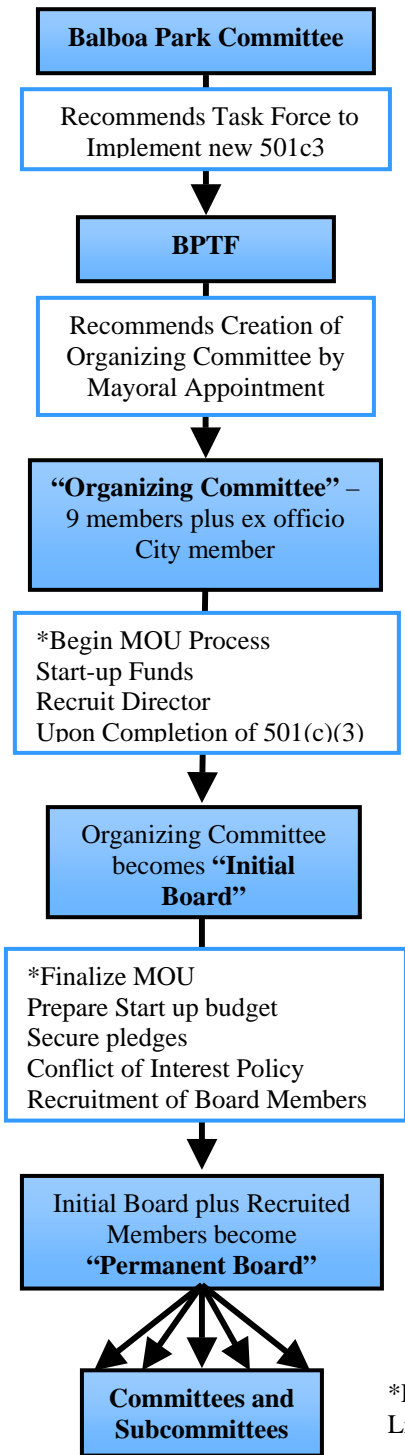 Balboa Park Committee
Recommends Task Force to
Implement new 501c3
BPTF
Recommends Creation of
Organizing Committee by
Mayoral Appointment
“Organizing Committee” –
9 members plus ex officio
City member
*Begin MOU Process
Start-up Funds
Recruit Director
Upon Completion of 501(c)(3)
Organizing Committee
becomes “Initial
Board”
*Finalize MOU
Prepare Start up budget
Secure pledges
Conflict of Interest Policy
Recruitment of Board Members
Initial Board plus Recruited
Members become
“Permanent Board”
Committees and
Subcommittees